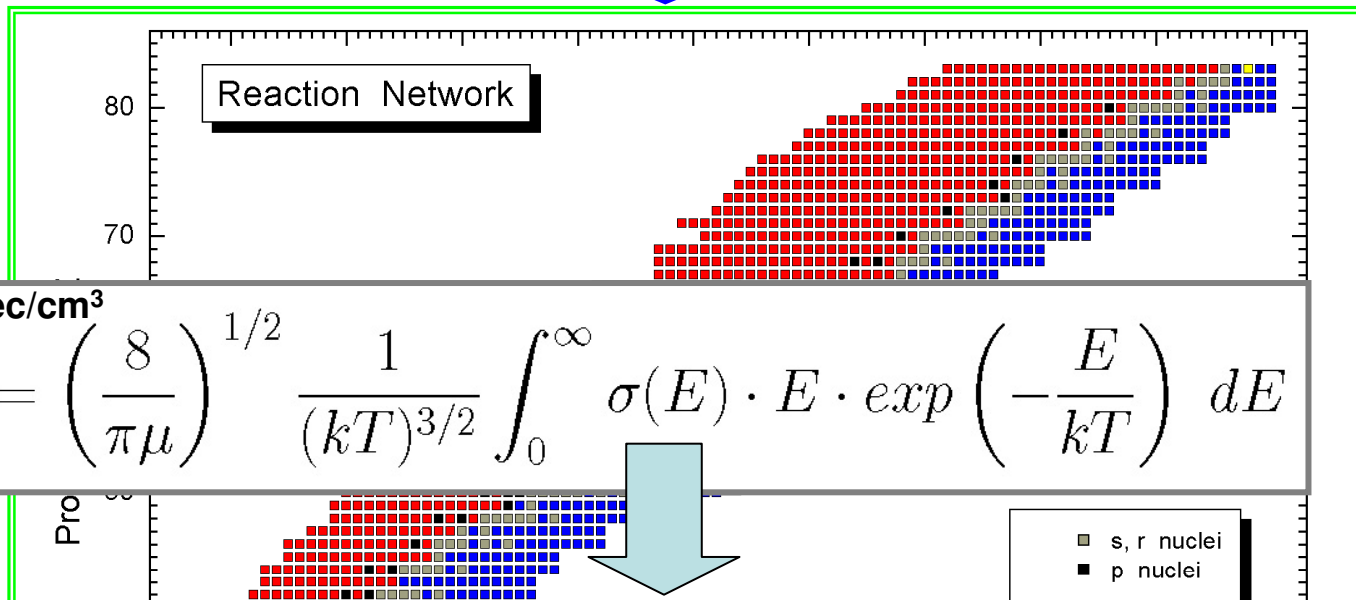 Reaction Network
80
70
ec/cm³
= (8/πμ)^{1/2} 1/(kT)^{3/2} ∫_0^∞ σ(E) · E · exp (−E/kT) dE
Pro
s, r nuclei
p nuclei